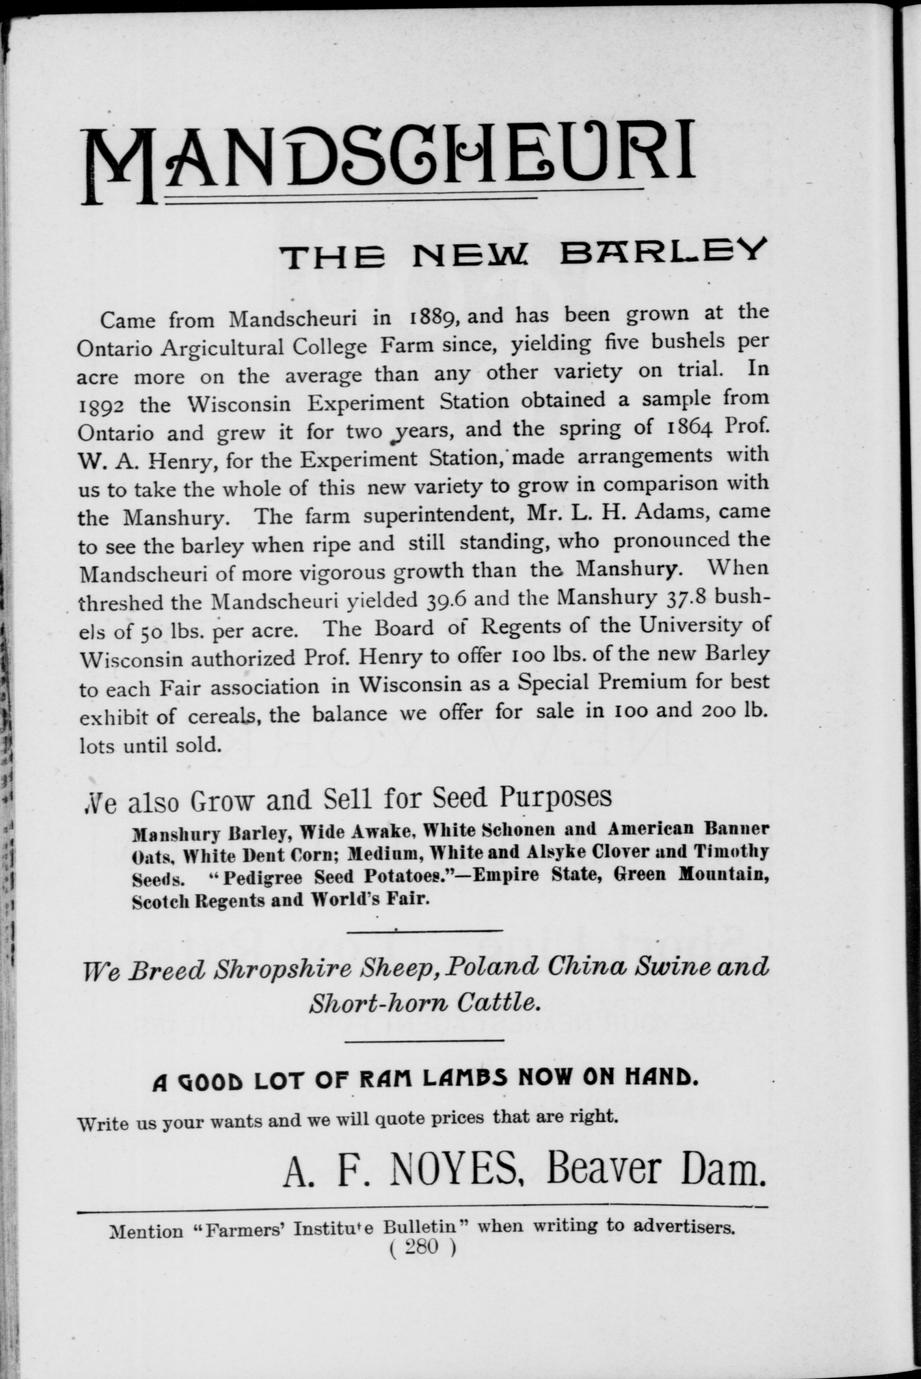 MANDSCHEURI
THE NEW BARLEY
Came from Mandscheuri in 1889, and has been grown at the
Ontario Argicultural College Farm since, yielding five bushels per
acre more on the average than any other variety on trial. In
1892 the Wisconsin Experiment Station obtained a sample from
Ontario and grew it for two years, and the spring of 1864 Prof.
W. A. Henry, for the Experiment Station, made arrangements with
us to take the whole of this new variety to grow in comparison with
the Manshury. The farm superintendent, Mr. L. H. Adams, came
to see the barley when ripe and still standing, who pronounced the
Mandscheuri of more vigorous growth than the Manshury. When
threshed the Mandscheuri yielded 39.6 and the Manshury 37.8 bush-
els of 50 lbs. per acre. The Board of Regents of the University of
Wisconsin authorized Prof. Henry to offer 100 lbs. of the new Barley
to each Fair association in Wisconsin as a Special Premium for best
exhibit of cereals, the balance we offer for sale in 100 and 200 lb.
lots until sold.
We also Grow and Sell for Seed Purposes
Manshury Barley, Wide Awake, White Schonen and American Banner
Oats, White Dent Corn; Medium, White and Alsyke Clover and Timothy
Seeds. "Pedigree Seed Potatoes."—Empire State, Green Mountain,
Scotch Regents and World's Fair.
We Breed Shropshire Sheep, Poland China Swine and
Short-horn Cattle.
A GOOD LOT OF RAM LAMBS NOW ON HAND.
Write us your wants and we will quote prices that are right.
A. F. NOYES, Beaver Dam.
Mention "Farmers' Institute Bulletin" when writing to advertisers.
( 280 )